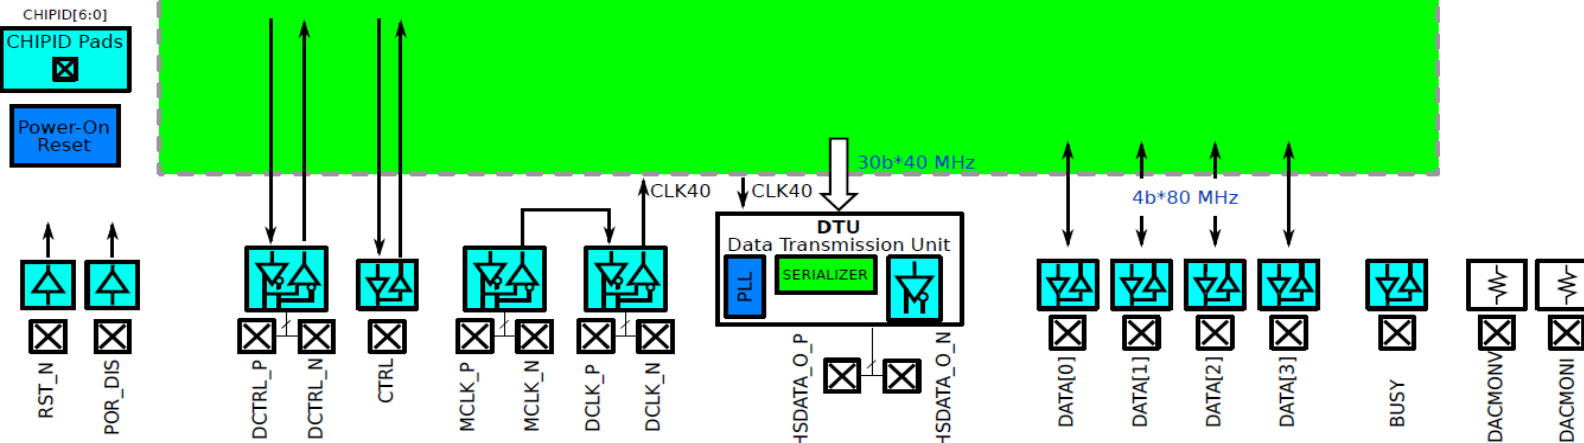 CHIPID[6:0]
CHIPID Pads
Power-On
Reset
30b*40 MHz
CLK40
CLK40
4b*80 MHz
DTU
Data Transmission Unit
PLL
SERIALIZER
RST_N
POR_DIS
DCTRL_P
DCTRL_N
CTRL
MCLK_P
MCLK_N
DCLK_P
DCLK_N
HSDATA_O_P
HSDATA_O_N
DATA[0]
DATA[1]
DATA[2]
DATA[3]
BUSY
DACMONV
DACMONI